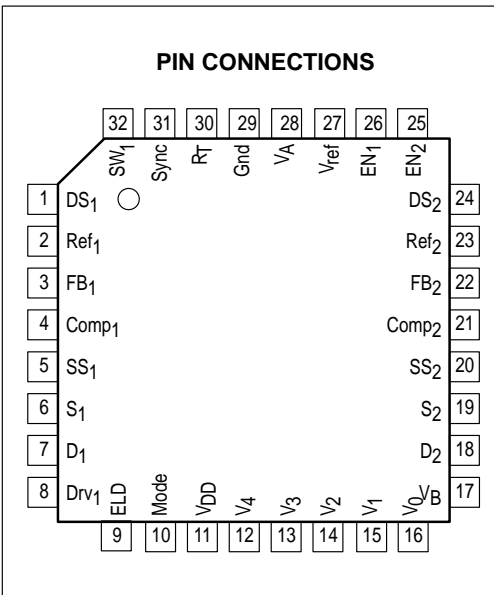 PIN CONNECTIONS
32 31 30 29 28 27 26 25
SW1 Sync RT Gnd VA Vref EN1 EN2
1 DS1 DS2 24
2 Ref1 Ref2 23
3 FB1 FB2 22
4 Comp1 Comp2 21
5 SS1 SS2 20
6 S1 S2 19
7 D1 D2 18
8 Drv1 VB 17
ELD Mode VDD V4 V3 V2 V1 V0
9 10 11 12 13 14 15 16